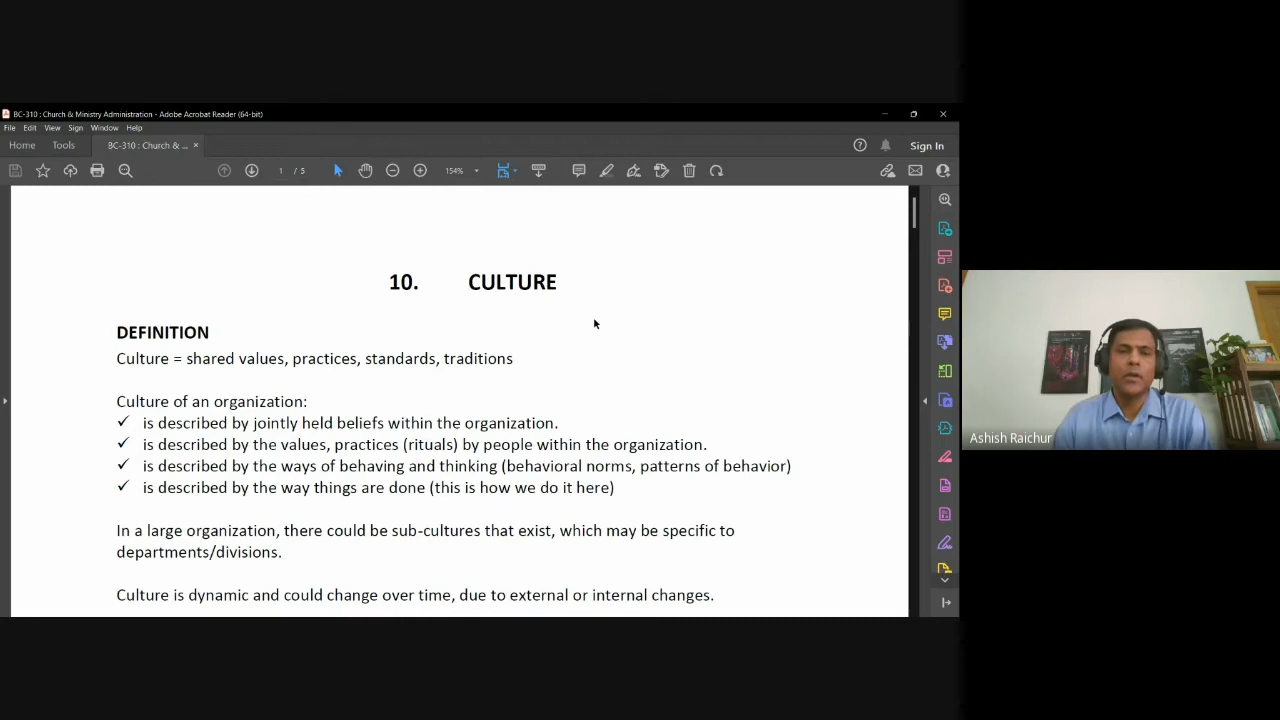 BC-310 : Church & Ministry Administration - Adobe Acrobat Reader (64-bit)
File Edit View Sign Window Help
Home Tools BC-310 : Church & ... × Sign In
1 / 5 154%
10. CULTURE
DEFINITION
Culture = shared values, practices, standards, traditions
Culture of an organization:
✓ is described by jointly held beliefs within the organization.
✓ is described by the values, practices (rituals) by people within the organization.
✓ is described by the ways of behaving and thinking (behavioral norms, patterns of behavior)
✓ is described by the way things are done (this is how we do it here)
In a large organization, there could be sub-cultures that exist, which may be specific to
departments/divisions.
Culture is dynamic and could change over time, due to external or internal changes.
Ashish Raichur